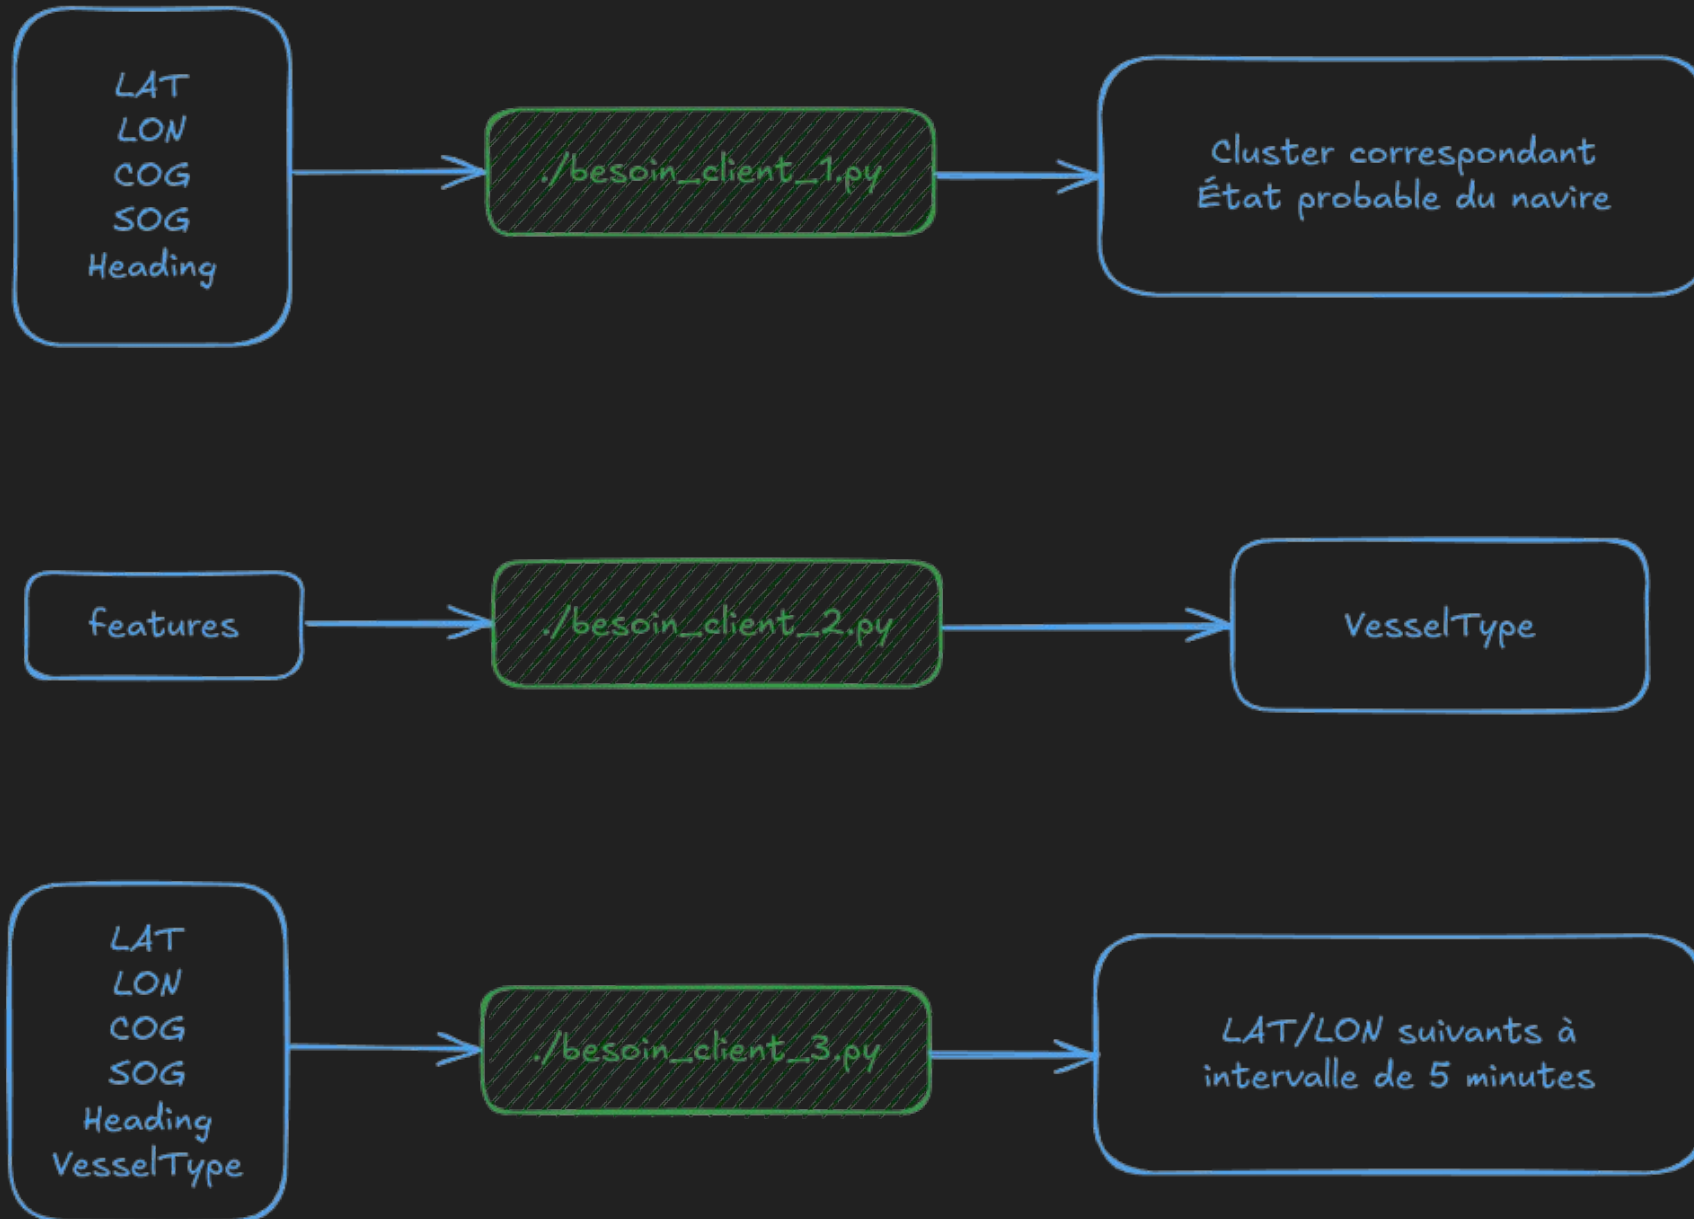 LAT
LON
COG
SOG
Heading
./besoin_client_1.py
Cluster correspondant
État probable du navire
features
./besoin_client_2.py
VesselType
LAT
LON
COG
SOG
Heading
VesselType
./besoin_client_3.py
LAT/LON suivants à
intervalle de 5 minutes